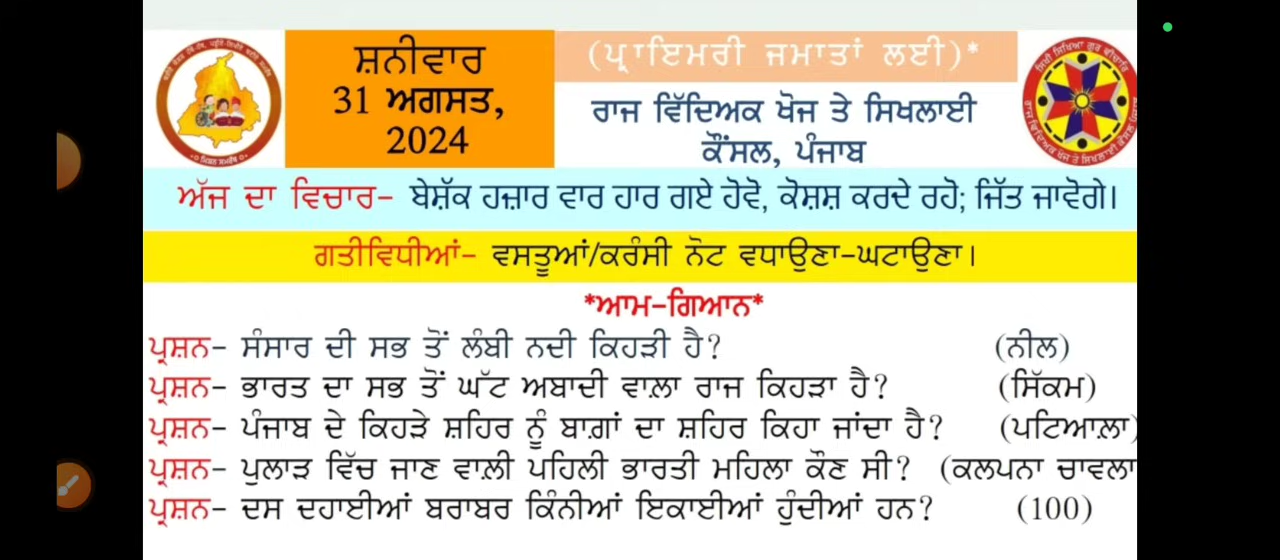 ਸ਼ਨੀਵਾਰ
31 ਅਗਸਤ,
2024
(ਪ੍ਰਾਇਮਰੀ ਜਮਾਤਾਂ ਲਈ)*
ਰਾਜ ਵਿੱਦਿਅਕ ਖੋਜ ਤੇ ਸਿਖਲਾਈ
ਕੌਂਸਲ, ਪੰਜਾਬ
ਅੱਜ ਦਾ ਵਿਚਾਰ- ਬੇਸ਼ੱਕ ਹਜ਼ਾਰ ਵਾਰ ਹਾਰ ਗਏ ਹੋਵੋ, ਕੋਸ਼ਸ਼ ਕਰਦੇ ਰਹੋ; ਜਿੱਤ ਜਾਵੋਗੇ।
ਗਤੀਵਿਧੀਆਂ- ਵਸਤੂਆਂ/ਕਰੰਸੀ ਨੋਟ ਵਧਾਉਣਾ-ਘਟਾਉਣਾ।
*ਆਮ-ਗਿਆਨ*
ਪ੍ਰਸ਼ਨ- ਸੰਸਾਰ ਦੀ ਸਭ ਤੋਂ ਲੰਬੀ ਨਦੀ ਕਿਹੜੀ ਹੈ? (ਨੀਲ)
ਪ੍ਰਸ਼ਨ- ਭਾਰਤ ਦਾ ਸਭ ਤੋਂ ਘੱਟ ਅਬਾਦੀ ਵਾਲ਼ਾ ਰਾਜ ਕਿਹੜਾ ਹੈ? (ਸਿੱਕਮ)
ਪ੍ਰਸ਼ਨ- ਪੰਜਾਬ ਦੇ ਕਿਹੜੇ ਸ਼ਹਿਰ ਨੂੰ ਬਾਗ਼ਾਂ ਦਾ ਸ਼ਹਿਰ ਕਿਹਾ ਜਾਂਦਾ ਹੈ? (ਪਟਿਆਲ਼ਾ)
ਪ੍ਰਸ਼ਨ- ਪੁਲਾੜ ਵਿੱਚ ਜਾਣ ਵਾਲ਼ੀ ਪਹਿਲੀ ਭਾਰਤੀ ਮਹਿਲਾ ਕੌਣ ਸੀ? (ਕਲਪਨਾ ਚਾਵਲਾ
ਪ੍ਰਸ਼ਨ- ਦਸ ਦਹਾਈਆਂ ਬਰਾਬਰ ਕਿੰਨੀਆਂ ਇਕਾਈਆਂ ਹੁੰਦੀਆਂ ਹਨ? (100)